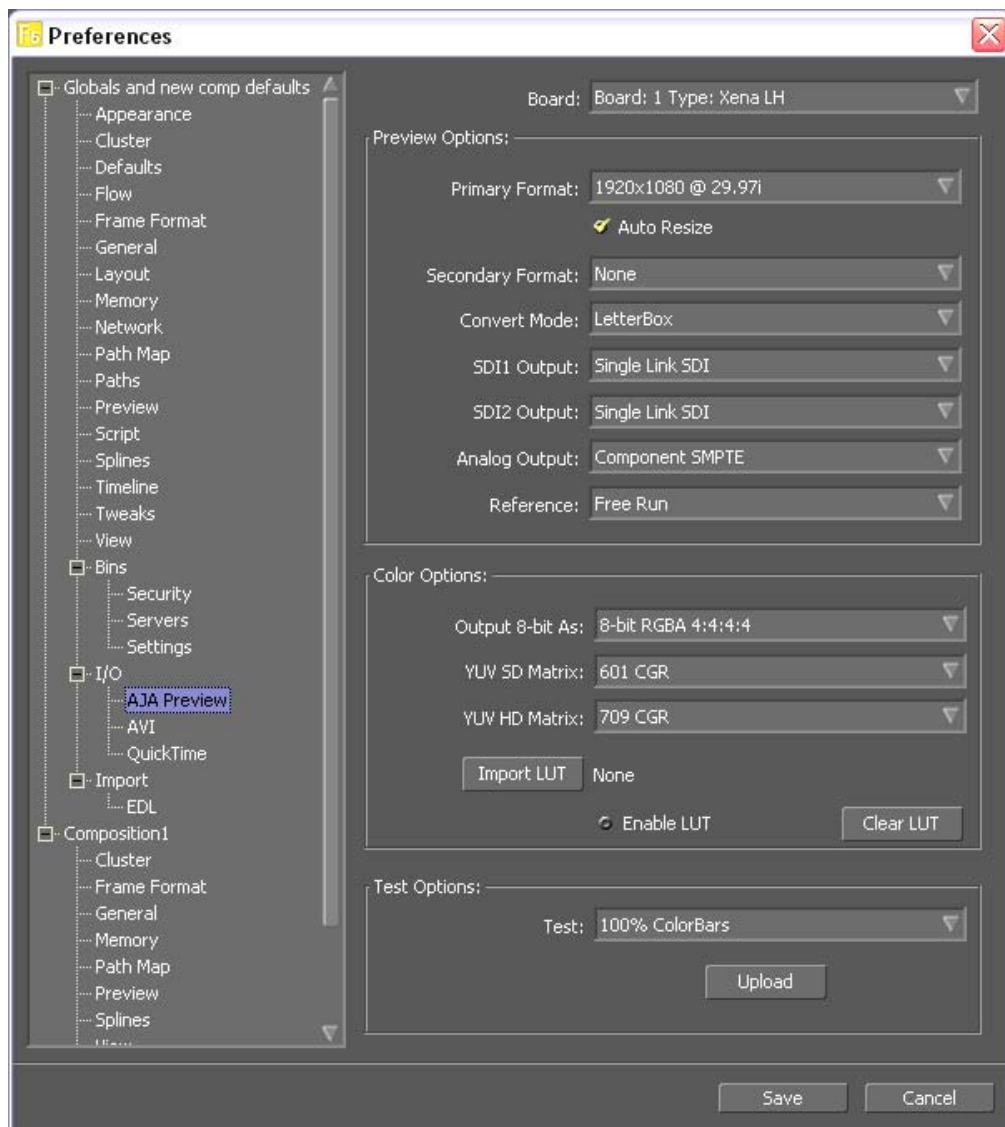 Preferences
Globals and new comp defaults
Appearance
Cluster
Defaults
Flow
Frame Format
General
Layout
Memory
Network
Path Map
Paths
Preview
Script
Splines
Timeline
Tweaks
View
Bins
Security
Servers
Settings
I/O
AJA Preview
AVI
QuickTime
Import
EDL
Composition1
Cluster
Frame Format
General
Memory
Path Map
Preview
Splines
View
Board: Board: 1 Type: Xena LH
Preview Options:
Primary Format: 1920x1080 @ 29.97i
Auto Resize
Secondary Format: None
Convert Mode: LetterBox
SDI1 Output: Single Link SDI
SDI2 Output: Single Link SDI
Analog Output: Component SMPTE
Reference: Free Run
Color Options:
Output 8-bit As: 8-bit RGBA 4:4:4:4
YUV SD Matrix: 601 CGR
YUV HD Matrix: 709 CGR
Import LUT None
Enable LUT Clear LUT
Test Options:
Test: 100% ColorBars
Upload
Save Cancel